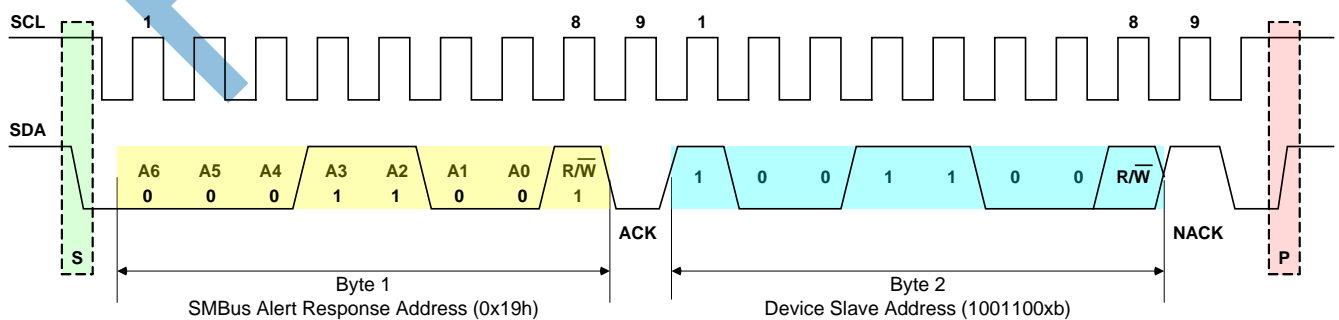 SCL
1 8 9 1 8 9
SDA
A6 A5 A4 A3 A2 A1 A0 R/W̅
0 0 0 1 1 0 0 1
1 0 0 1 1 0 0 R/W̅
ACK
NACK
S
P
Byte 1
SMBus Alert Response Address (0x19h)
Byte 2
Device Slave Address (1001100xb)